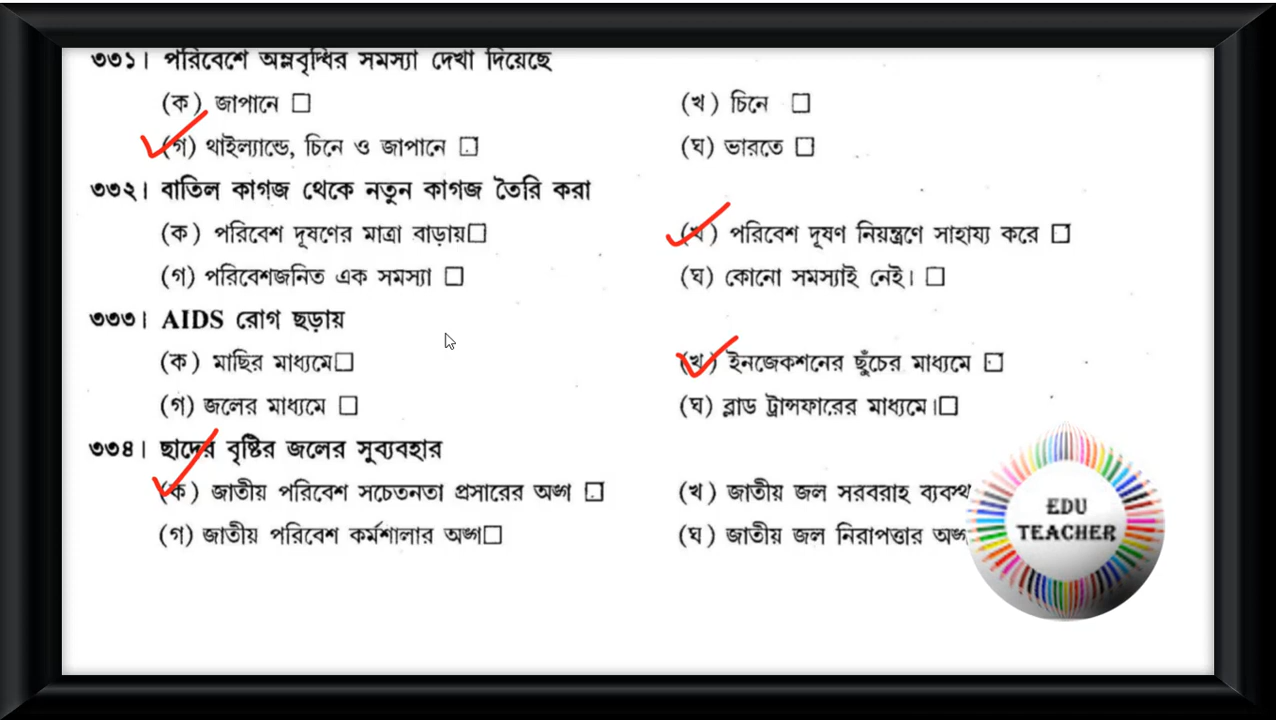 ৩৩১। পরিবেশে অম্লবৃদ্ধির সমস্যা দেখা দিয়েছে
(ক) জাপানে □ (খ) চিনে □
(গ) থাইল্যান্ডে, চিনে ও জাপানে □ (ঘ) ভারতে □
৩৩২। বাতিল কাগজ থেকে নতুন কাগজ তৈরি করা
(ক) পরিবেশ দূষণের মাত্রা বাড়ায়□ (খ) পরিবেশ দূষণ নিয়ন্ত্রণে সাহায্য করে □
(গ) পরিবেশজনিত এক সমস্যা □ (ঘ) কোনো সমস্যাই নেই। □
৩৩৩। AIDS রোগ ছড়ায়
(ক) মাছির মাধ্যমে□ (খ) ইনজেকশনের ছুঁচের মাধ্যমে □
(গ) জলের মাধ্যমে □ (ঘ) ব্লাড ট্রান্সফারের মাধ্যমে।□
৩৩৪। ছাদের বৃষ্টির জলের সুব্যবহার
(ক) জাতীয় পরিবেশ সচেতনতা প্রসারের অঙ্গ □ (খ) জাতীয় জল সরবরাহ
(গ) জাতীয় পরিবেশ কর্মশালার অঙ্গ□ (ঘ) জাতীয় জল নিরাপত্তার অঙ্গ
EDU
TEACHER